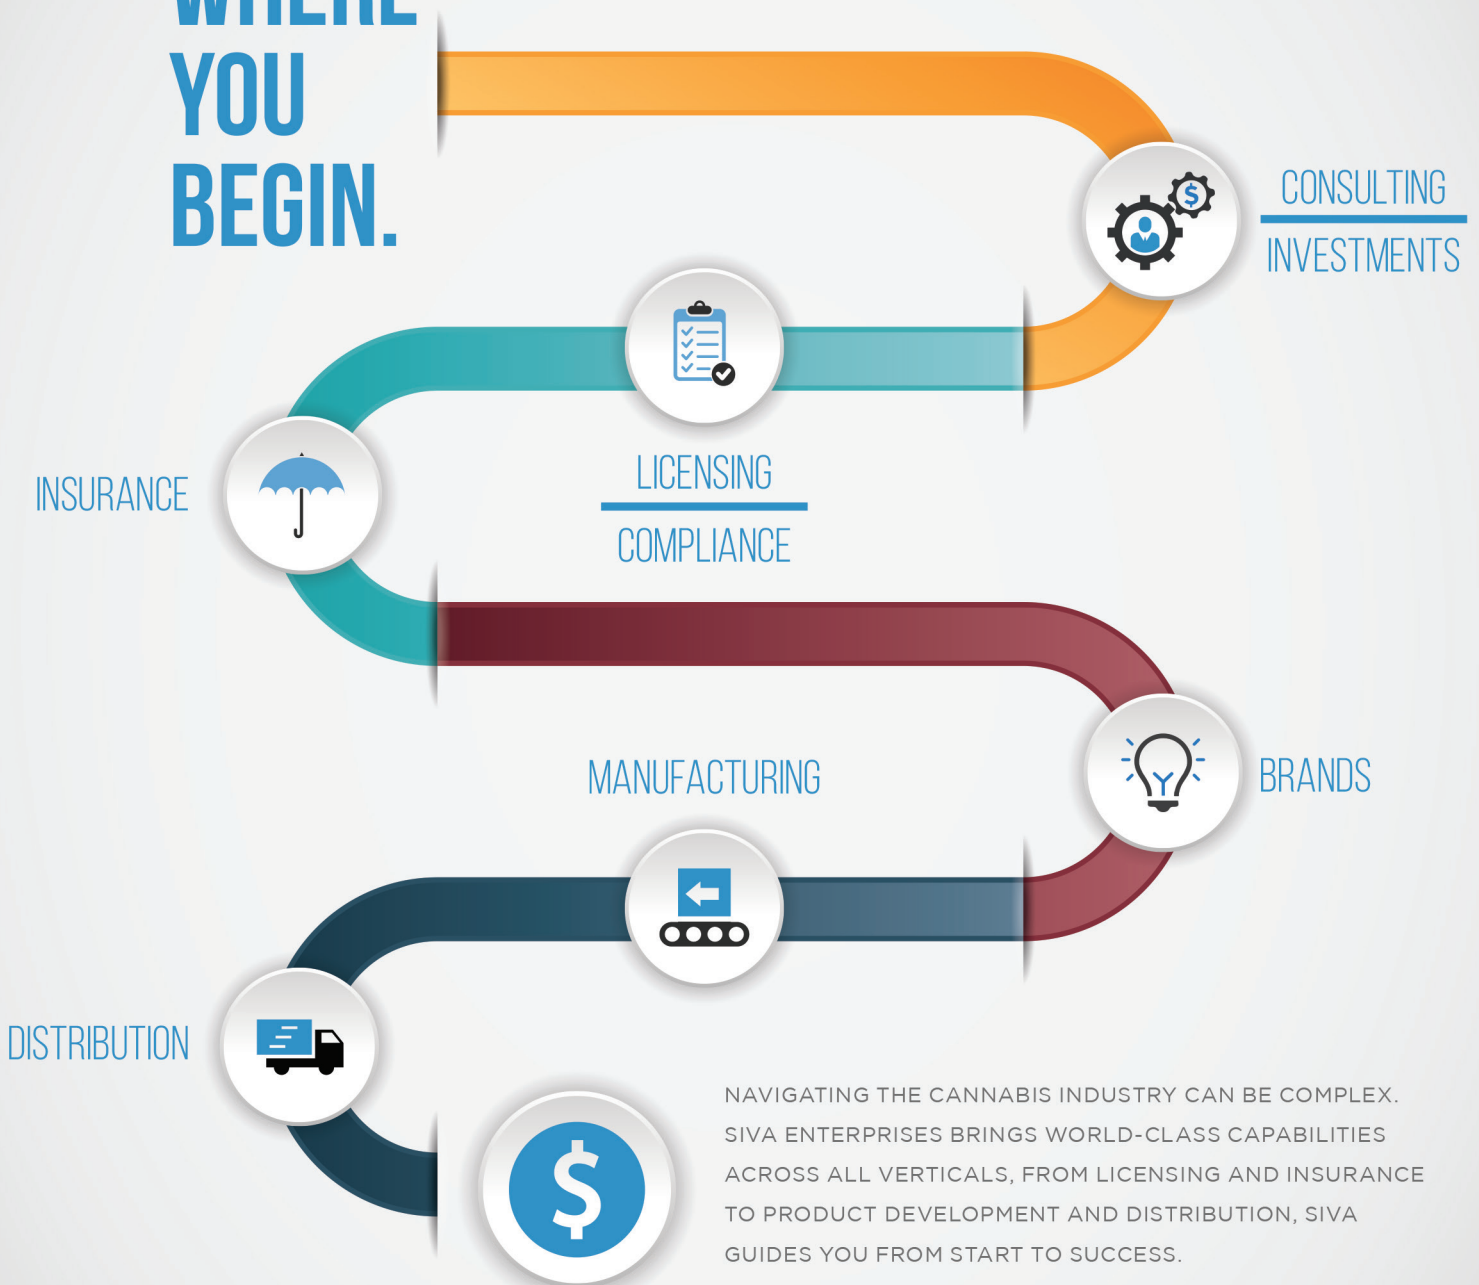 WHERE
YOU
BEGIN.
CONSULTING
INVESTMENTS
LICENSING
COMPLIANCE
INSURANCE
BRANDS
MANUFACTURING
DISTRIBUTION
NAVIGATING THE CANNABIS INDUSTRY CAN BE COMPLEX.
SIVA ENTERPRISES BRINGS WORLD-CLASS CAPABILITIES
ACROSS ALL VERTICALS, FROM LICENSING AND INSURANCE
TO PRODUCT DEVELOPMENT AND DISTRIBUTION, SIVA
GUIDES YOU FROM START TO SUCCESS.
$
$